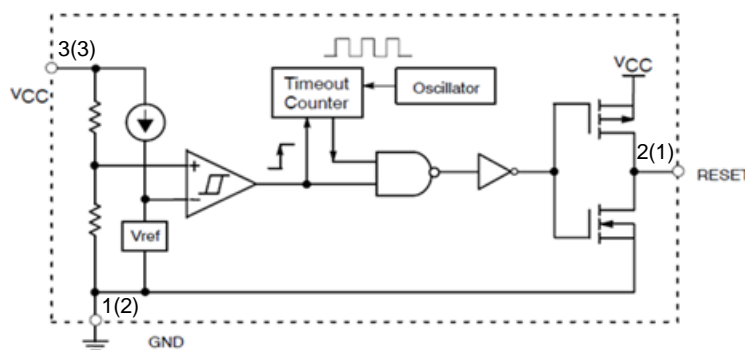 3(3)
VCC
Timeout
Counter
Oscillator
VCC
2(1)
RESET
+
−
Vref
1(2)
GND